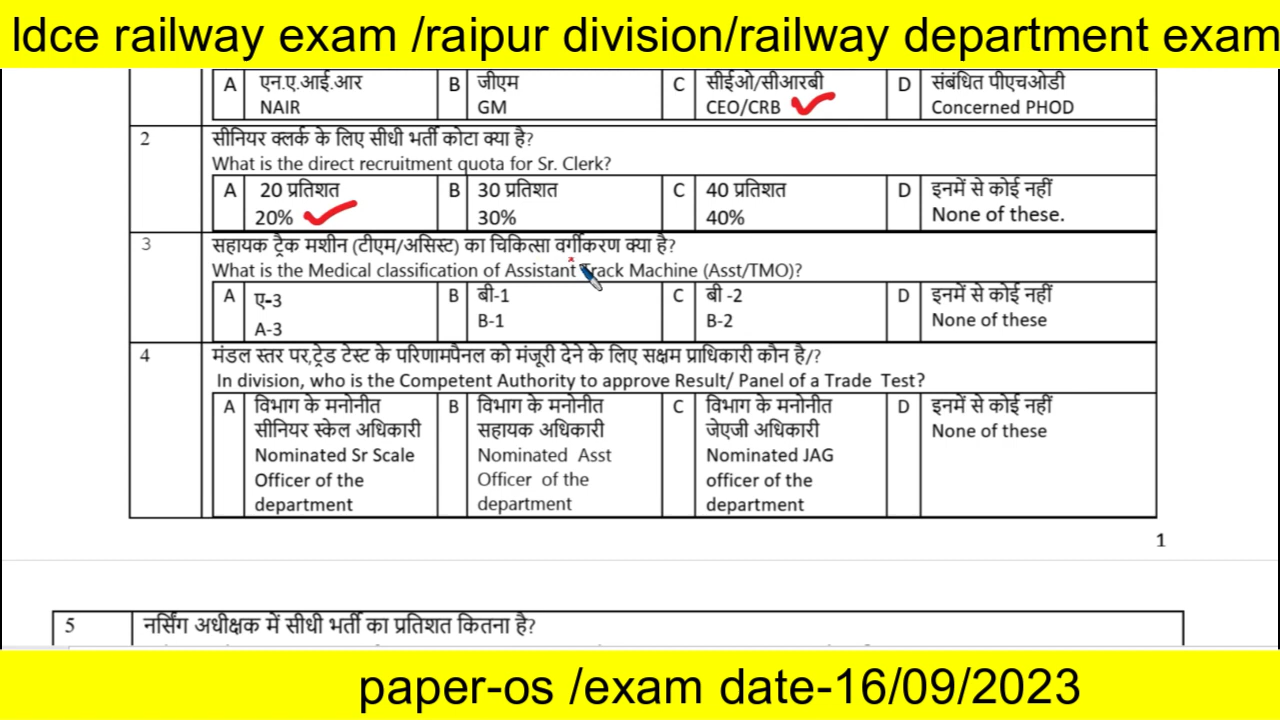 ldce railway exam /raipur division/railway department exam
A एन.ए.आई.आर B जीएम C सीईओ/सीआरबी D संबंधित पीएचओडी
NAIR GM CEO/CRB Concerned PHOD
2 सीनियर क्लर्क के लिए सीधी भर्ती कोटा क्या है?
What is the direct recruitment quota for Sr. Clerk?
A 20 प्रतिशत B 30 प्रतिशत C 40 प्रतिशत D इनमें से कोई नहीं
20% 30% 40% None of these.
3 सहायक ट्रैक मशीन (टीएम/असिस्ट) का चिकित्सा वर्गीकरण क्या है?
What is the Medical classification of Assistant Track Machine (Asst/TMO)?
A ए-3 B बी-1 C बी -2 D इनमें से कोई नहीं
A-3 B-1 B-2 None of these
4 मंडल स्तर पर,ट्रेड टेस्ट के परिणामपैनल को मंजूरी देने के लिए सक्षम प्राधिकारी कौन है/?
In division, who is the Competent Authority to approve Result/ Panel of a Trade Test?
A विभाग के मनोनीत B विभाग के मनोनीत C विभाग के मनोनीत D इनमें से कोई नहीं
सीनियर स्केल अधिकारी सहायक अधिकारी जेएजी अधिकारी None of these
Nominated Sr Scale Nominated Asst Nominated JAG
Officer of the Officer of the officer of the
department department department
1
5 नर्सिंग अधीक्षक में सीधी भर्ती का प्रतिशत कितना है?
paper-os /exam date-16/09/2023